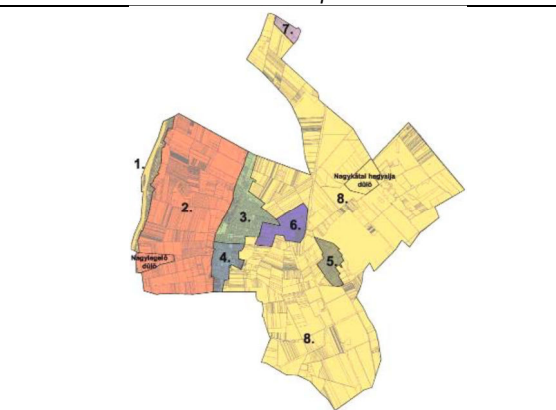 7.
1.
Nagykátai hegyalja
dűlő
8.
2.
3.
6.
Nagylegelő
dűlő
4.
5.
8.